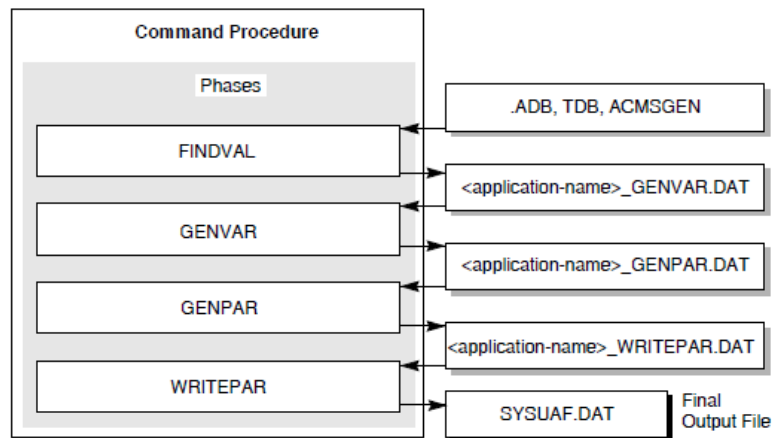 Command Procedure
Phases
.ADB, TDB, ACMSGEN
FINDVAL
<application-name>_GENVAR.DAT
GENVAR
<application-name>_GENPAR.DAT
GENPAR
<application-name>_WRITEPAR.DAT
WRITEPAR
SYSUAF.DAT
Final
Output File